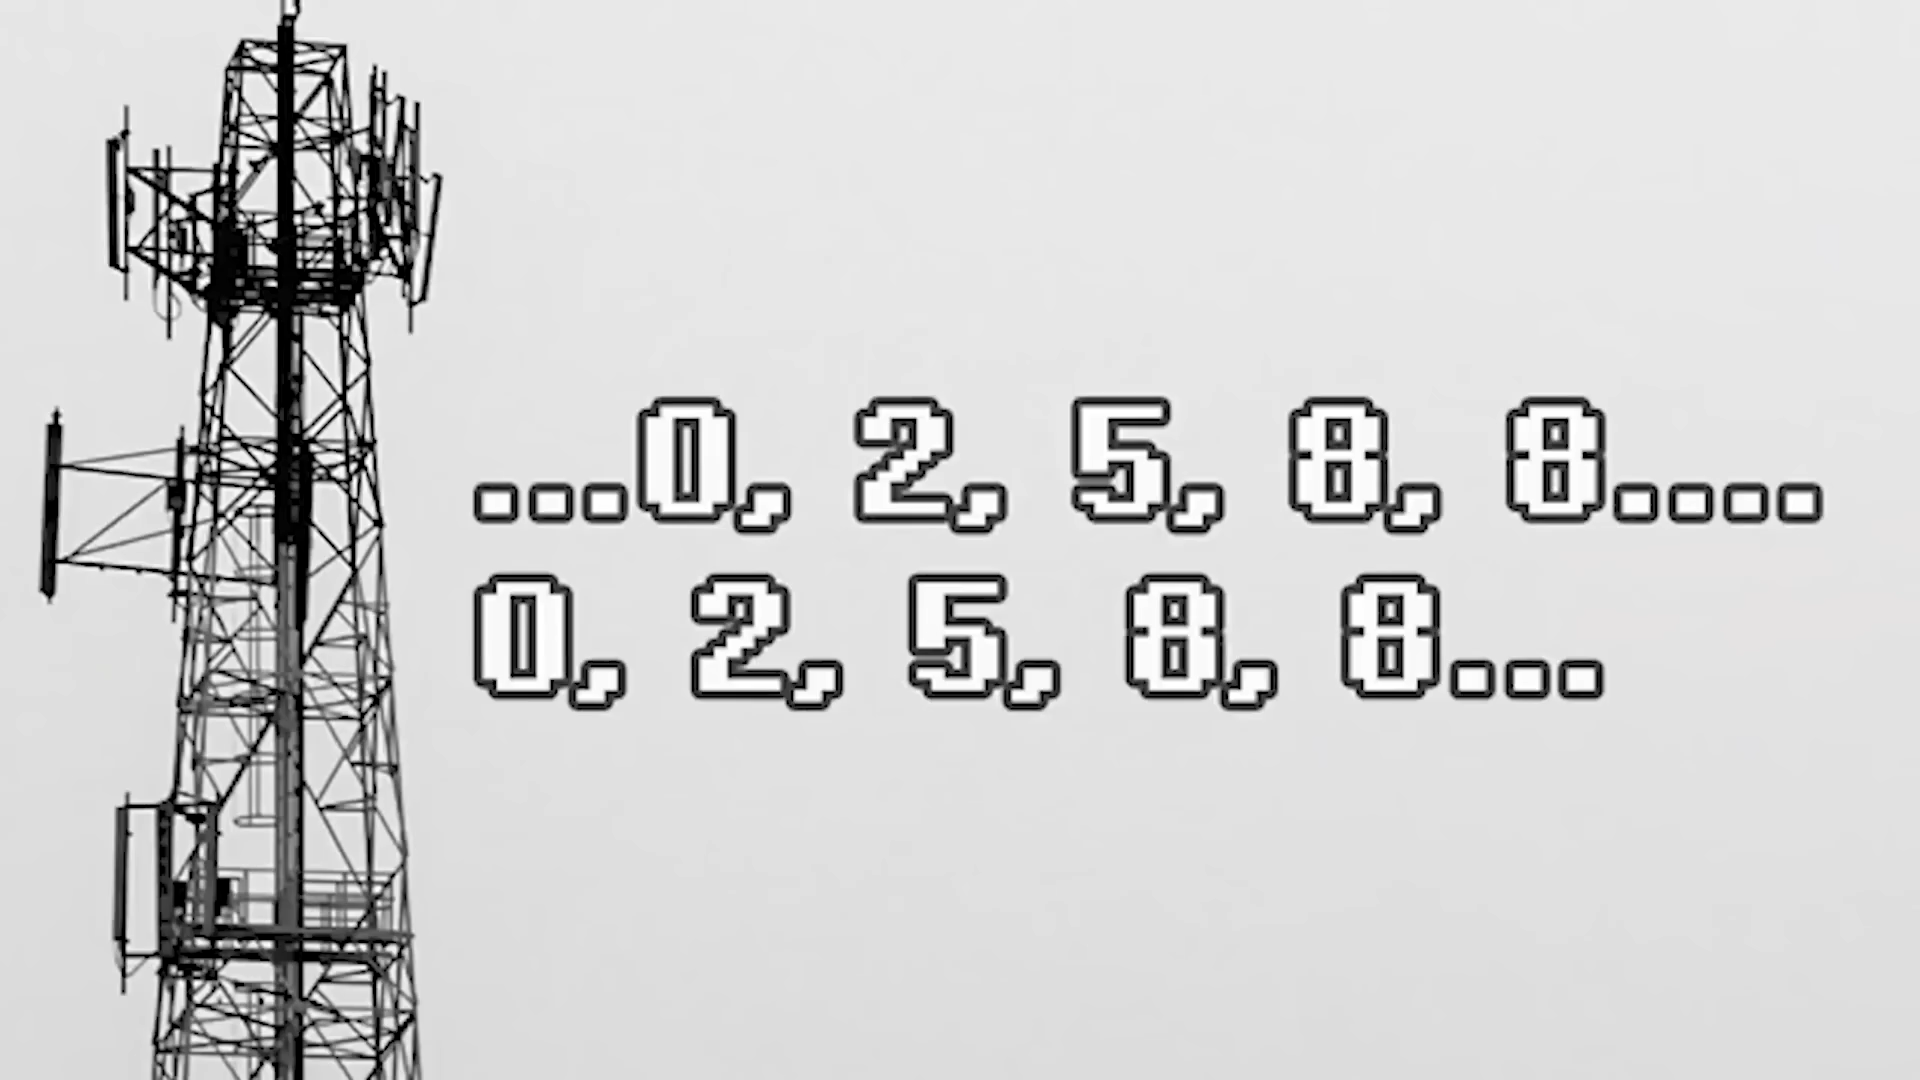 ...0, 2, 5, 8, 8....
0, 2, 5, 8, 8...